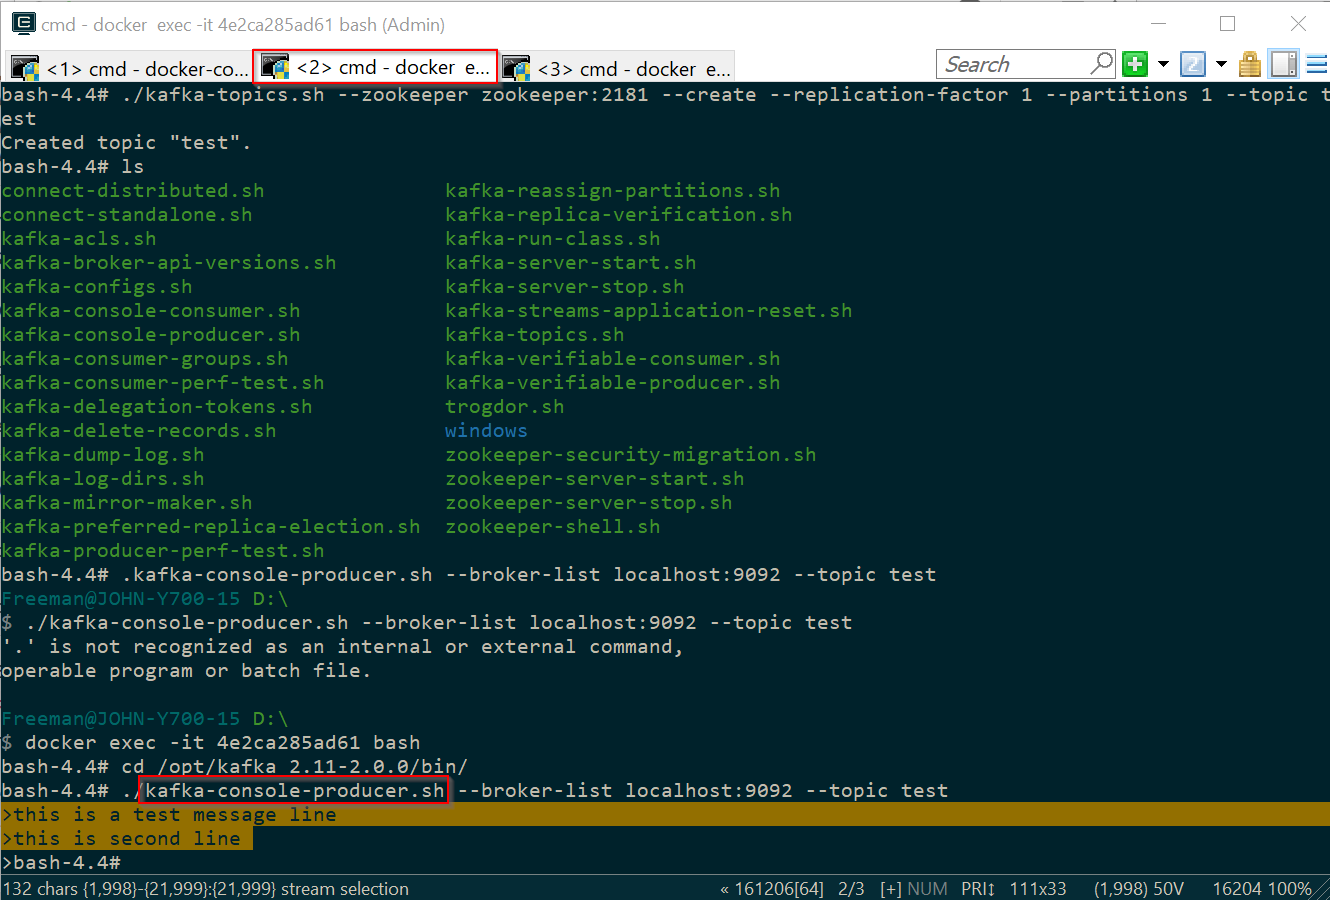 cmd - docker  exec -it 4e2ca285ad61 bash (Admin)
<1> cmd - docker-co... <2> cmd - docker  e... <3> cmd - docker  e... Search
bash-4.4# ./kafka-topics.sh --zookeeper zookeeper:2181 --create --replication-factor 1 --partitions 1 --topic t
est
Created topic "test".
bash-4.4# ls
connect-distributed.sh kafka-reassign-partitions.sh
connect-standalone.sh kafka-replica-verification.sh
kafka-acls.sh kafka-run-class.sh
kafka-broker-api-versions.sh kafka-server-start.sh
kafka-configs.sh kafka-server-stop.sh
kafka-console-consumer.sh kafka-streams-application-reset.sh
kafka-console-producer.sh kafka-topics.sh
kafka-consumer-groups.sh kafka-verifiable-consumer.sh
kafka-consumer-perf-test.sh kafka-verifiable-producer.sh
kafka-delegation-tokens.sh trogdor.sh
kafka-delete-records.sh windows
kafka-dump-log.sh zookeeper-security-migration.sh
kafka-log-dirs.sh zookeeper-server-start.sh
kafka-mirror-maker.sh zookeeper-server-stop.sh
kafka-preferred-replica-election.sh zookeeper-shell.sh
kafka-producer-perf-test.sh
bash-4.4# .kafka-console-producer.sh --broker-list localhost:9092 --topic test
Freeman@JOHN-Y700-15 D:\
$ ./kafka-console-producer.sh --broker-list localhost:9092 --topic test
'.' is not recognized as an internal or external command,
operable program or batch file.
Freeman@JOHN-Y700-15 D:\
$ docker exec -it 4e2ca285ad61 bash
bash-4.4# cd /opt/kafka_2.11-2.0.0/bin/
bash-4.4# ./kafka-console-producer.sh --broker-list localhost:9092 --topic test
>this is a test message line
>this is second line
>bash-4.4#
132 chars {1,998}-{21,999}:{21,999} stream selection « 161206[64] 2/3 [+] NUM PRI↕ 111x33 (1,998) 50V 16204 100%